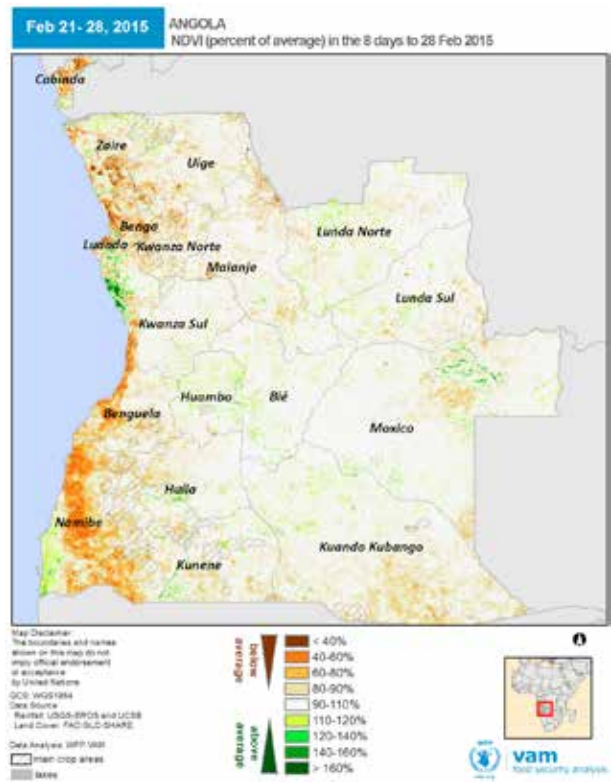 Feb 21- 28, 2015
ANGOLA
NDVI (percent of average) in the 8 days to 28 Feb 2015
Cabinda
Zaire
Uige
Bengo
Luanda
Kwanza Norte
Lunda Norte
Malanje
Lunda Sul
Kwanza Sul
Huambo
Bié
Benguela
Moxico
Huila
Namibe
Kuando Kubango
Kunene
Map Disclaimer:
The boundaries and names
shown on this map do not
imply official endorsement
or acceptance
by United Nations
GCS: WGS1984
Data Source
Rainfall: USGS-EROS and UCSB
Land Cover: FAO GLC-SHARE
Data Analysis: WFP VAM
main crop areas
lakes
below
average
above
average
< 40%
40-60%
60-80%
80-90%
90-110%
110-120%
120-140%
140-160%
> 160%
WFP
vam
food security analysis